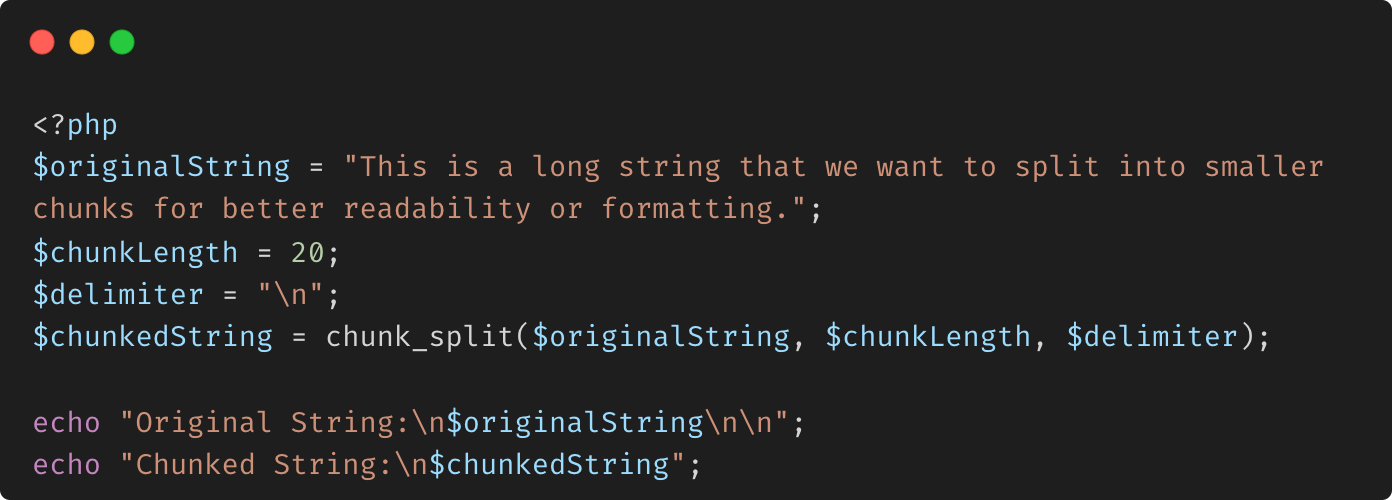 <?php
$originalString = "This is a long string that we want to split into smaller
chunks for better readability or formatting.";
$chunkLength = 20;
$delimiter = "\n";
$chunkedString = chunk_split($originalString, $chunkLength, $delimiter);

echo "Original String:\n$originalString\n\n";
echo "Chunked String:\n$chunkedString";